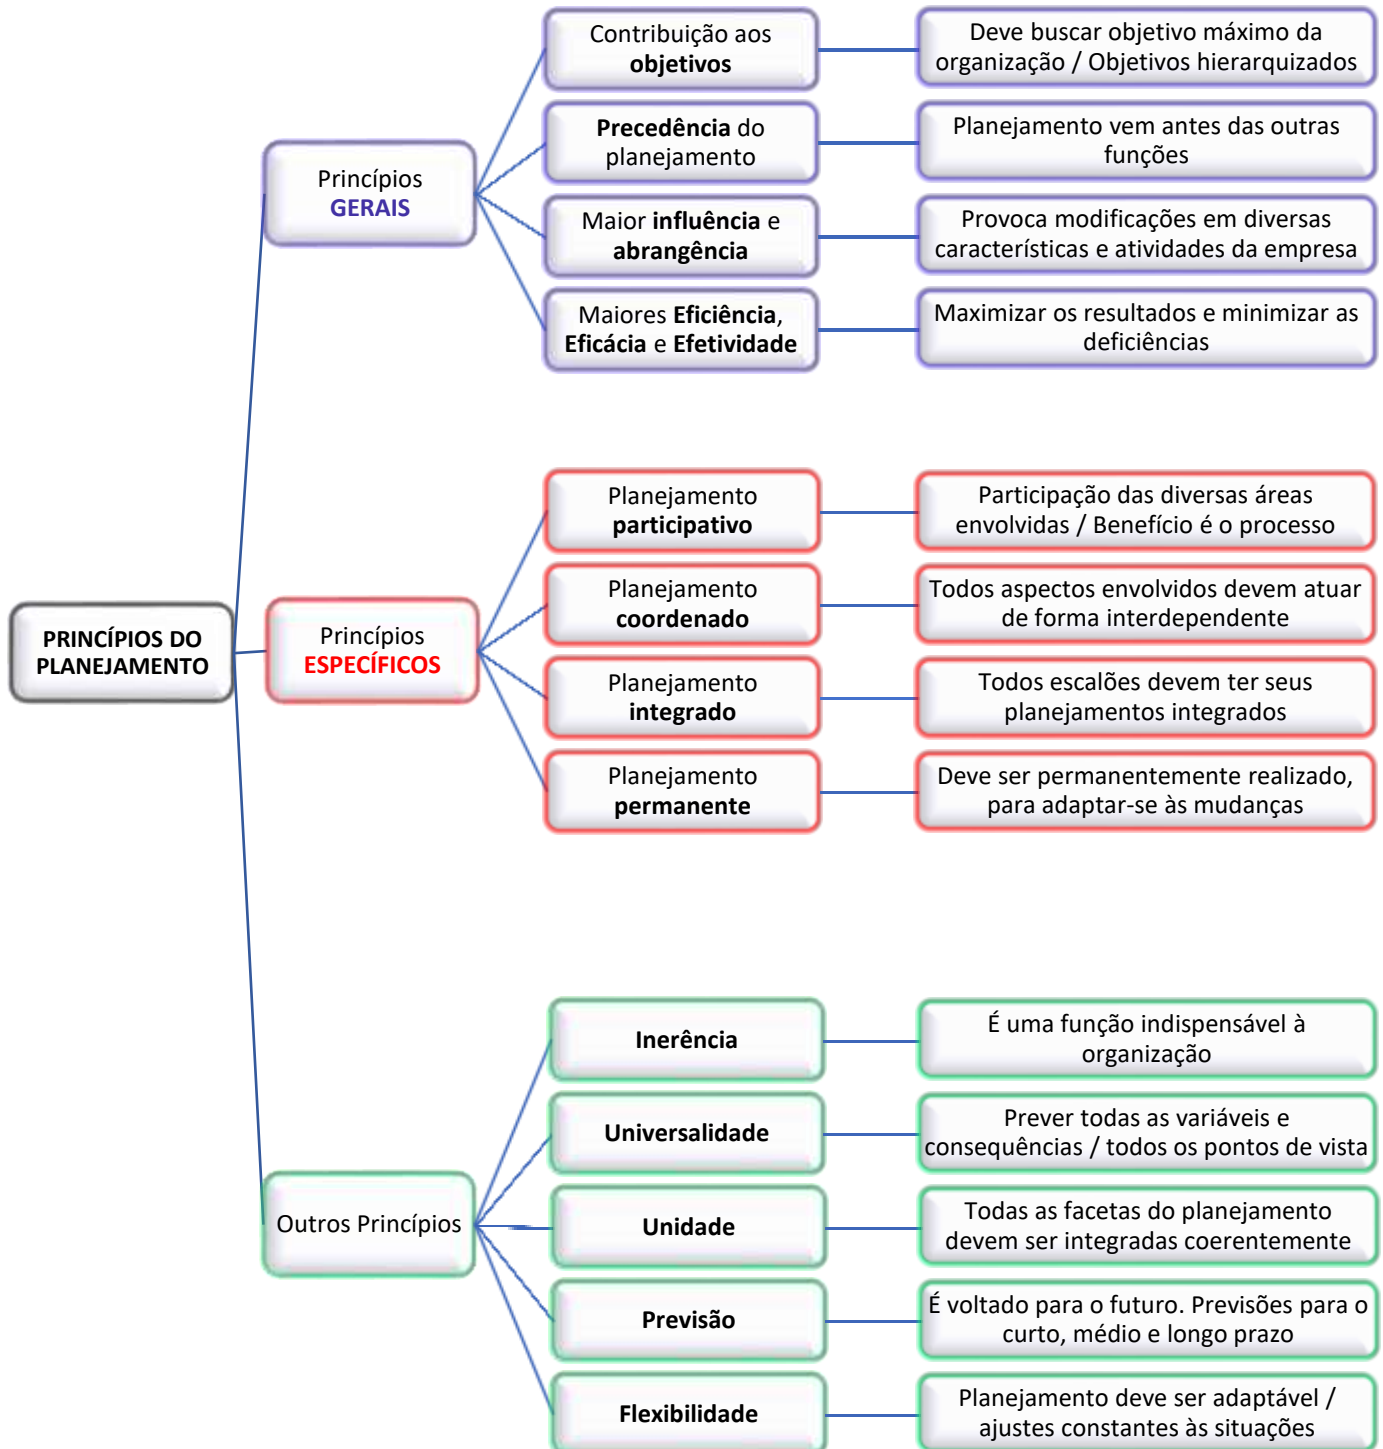 PRINCÍPIOS DO
PLANEJAMENTO
Princípios
GERAIS
Contribuição aos
objetivos
Deve buscar objetivo máximo da
organização / Objetivos hierarquizados
Precedência do
planejamento
Planejamento vem antes das outras
funções
Maior influência e
abrangência
Provoca modificações em diversas
características e atividades da empresa
Maiores Eficiência,
Eficácia e Efetividade
Maximizar os resultados e minimizar as
deficiências
Princípios
ESPECÍFICOS
Planejamento
participativo
Participação das diversas áreas
envolvidas / Benefício é o processo
Planejamento
coordenado
Todos aspectos envolvidos devem atuar
de forma interdependente
Planejamento
integrado
Todos escalões devem ter seus
planejamentos integrados
Planejamento
permanente
Deve ser permanentemente realizado,
para adaptar-se às mudanças
Outros Princípios
Inerência
É uma função indispensável à
organização
Universalidade
Prever todas as variáveis e
consequências / todos os pontos de vista
Unidade
Todas as facetas do planejamento
devem ser integradas coerentemente
Previsão
É voltado para o futuro. Previsões para o
curto, médio e longo prazo
Flexibilidade
Planejamento deve ser adaptável /
ajustes constantes às situações